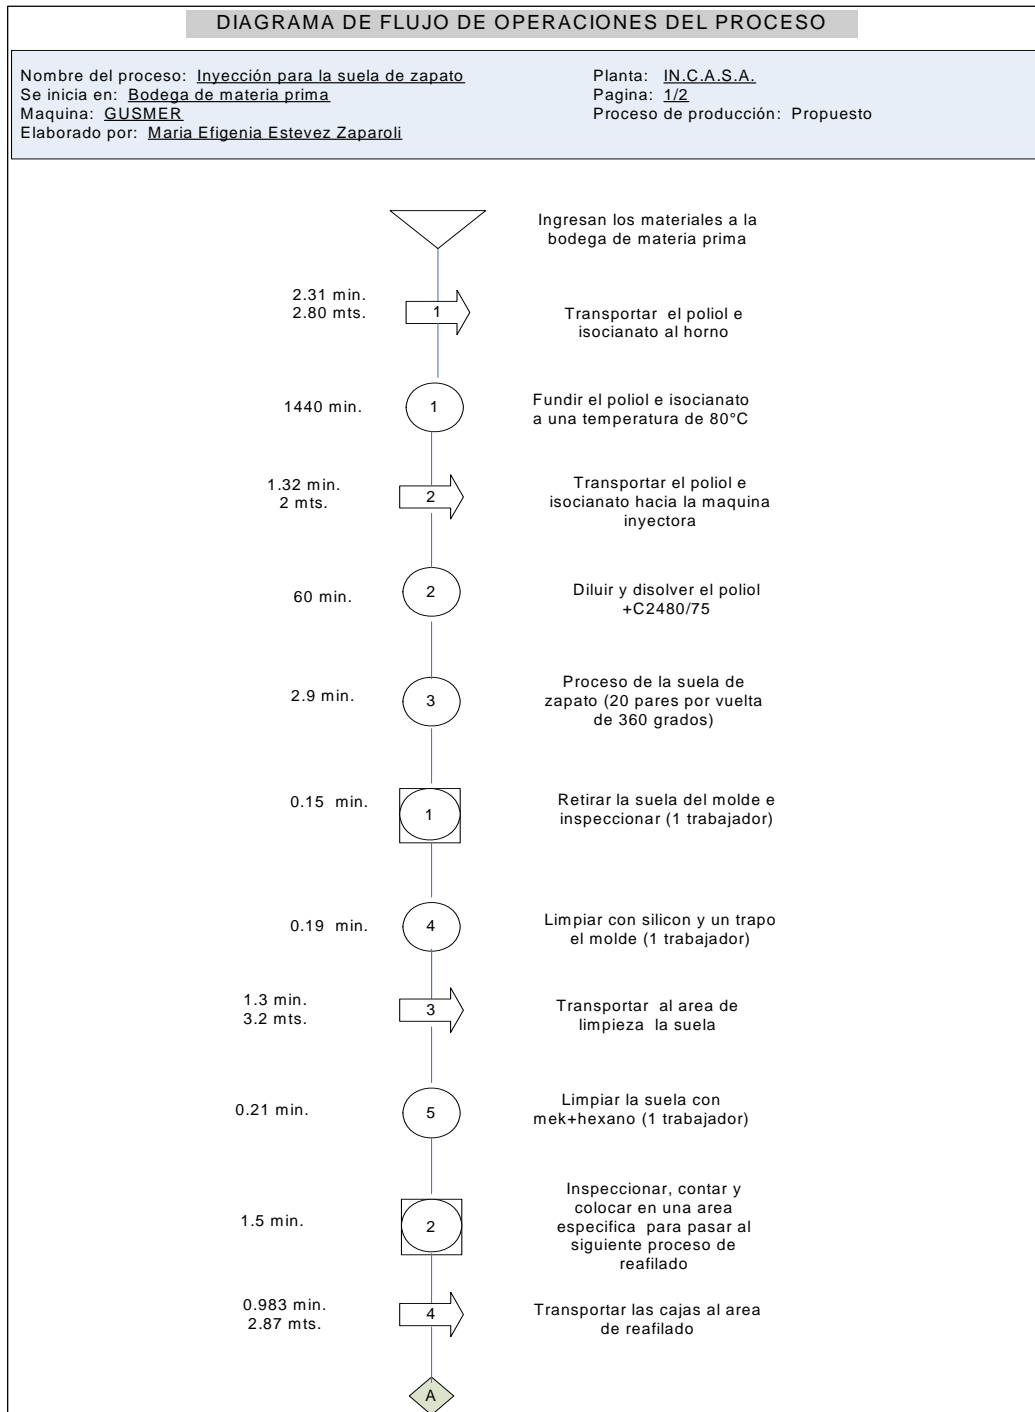 DIAGRAMA DE FLUJO DE OPERACIONES DEL PROCESO
Nombre del proceso: Inyección para la suela de zapato
Se inicia en: Bodega de materia prima
Maquina: GUSMER
Elaborado por: Maria Efigenia Estevez Zaparoli
Planta: IN.C.A.S.A.
Pagina: 1/2
Proceso de producción: Propuesto
Ingresan los materiales a la
bodega de materia prima
2.31 min.
2.80 mts.
1
Transportar el poliol e
isocianato al horno
1440 min.
1
Fundir el poliol e isocianato
a una temperatura de 80°C
1.32 min.
2 mts.
2
Transportar el poliol e
isocianato hacia la maquina
inyectora
60 min.
2
Diluir y disolver el poliol
+C2480/75
2.9 min.
3
Proceso de la suela de
zapato (20 pares por vuelta
de 360 grados)
0.15 min.
1
Retirar la suela del molde e
inspeccionar (1 trabajador)
0.19 min.
4
Limpiar con silicon y un trapo
el molde (1 trabajador)
1.3 min.
3.2 mts.
3
Transportar al area de
limpieza la suela
0.21 min.
5
Limpiar la suela con
mek+hexano (1 trabajador)
1.5 min.
2
Inspeccionar, contar y
colocar en una area
especifica para pasar al
siguiente proceso de
reafilado
0.983 min.
2.87 mts.
4
Transportar las cajas al area
de reafilado
A